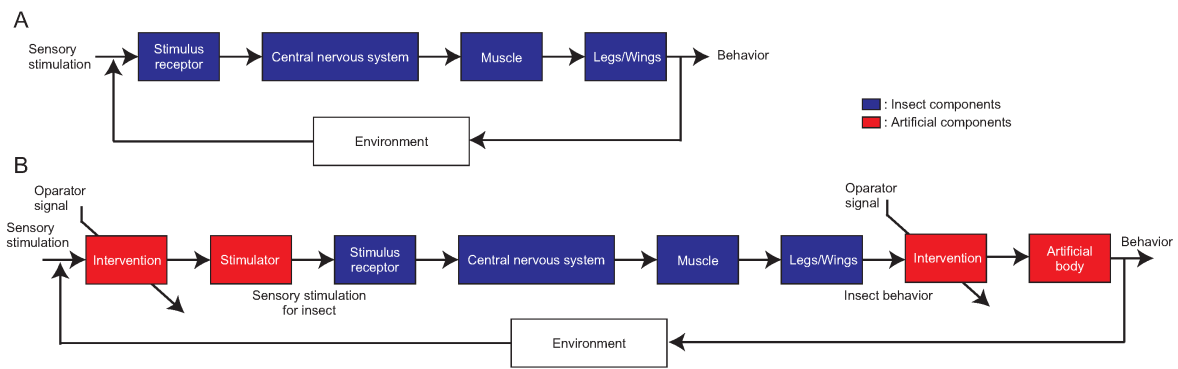 A
Sensory
stimulation
Stimulus
receptor
Central nervous system
Muscle
Legs/Wings
Behavior
Environment
: Insect components
: Artificial components
B
Oparator
signal
Sensory
stimulation
Intervention
Stimulator
Sensory stimulation
for insect
Stimulus
receptor
Central nervous system
Muscle
Legs/Wings
Insect behavior
Oparator
signal
Intervention
Artificial
body
Behavior
Environment